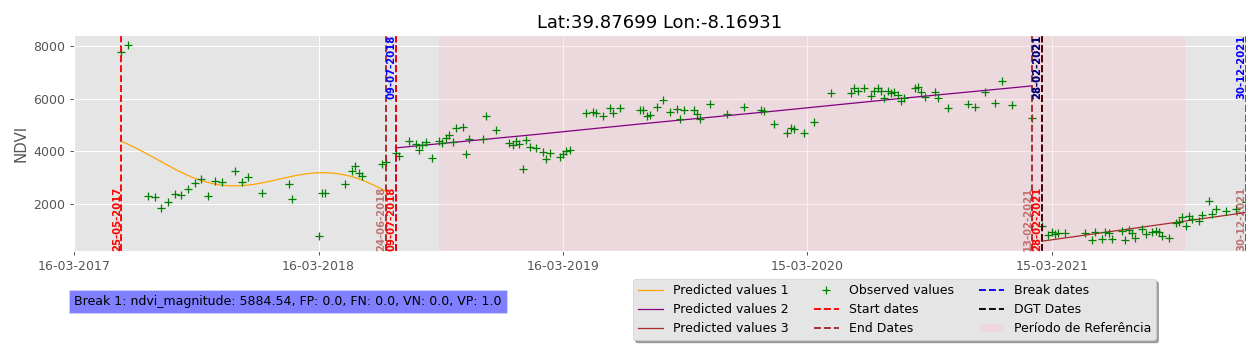 Lat:39.87699 Lon:-8.16931
NDVI
8000
6000
4000
2000
25-05-2017
24-06-2018
09-07-2018
09-07-2018
13-02-2021
28-02-2021
28-02-2021
30-12-2021
30-12-2021
16-03-2017
16-03-2018
16-03-2019
15-03-2020
15-03-2021
Break 1: ndvi_magnitude: 5884.54, FP: 0.0, FN: 0.0, VN: 0.0, VP: 1.0
Predicted values 1
Predicted values 2
Predicted values 3
Observed values
Start dates
End Dates
Break dates
DGT Dates
Período de Referência